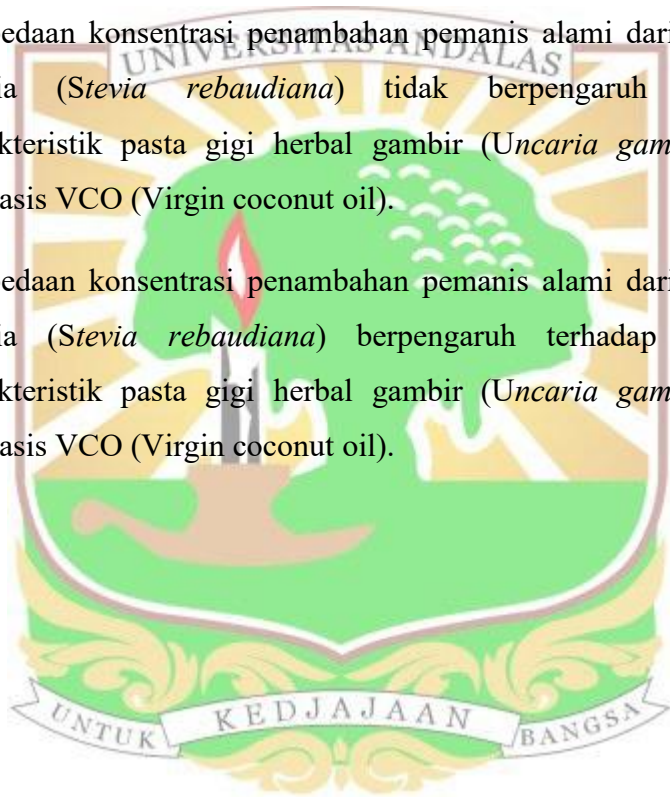 edaan konsentrasi penambahan pemanis alami dari
UNIVERSITAS ANDALAS
ia (Stevia rebaudiana) tidak berpengaruh
kteristik pasta gigi herbal gambir (Uncaria gam
asis VCO (Virgin coconut oil).
edaan konsentrasi penambahan pemanis alami dari
ia (Stevia rebaudiana) berpengaruh terhadap
kteristik pasta gigi herbal gambir (Uncaria gam
asis VCO (Virgin coconut oil).
UNTUK KEDJAJAAN BANGSA